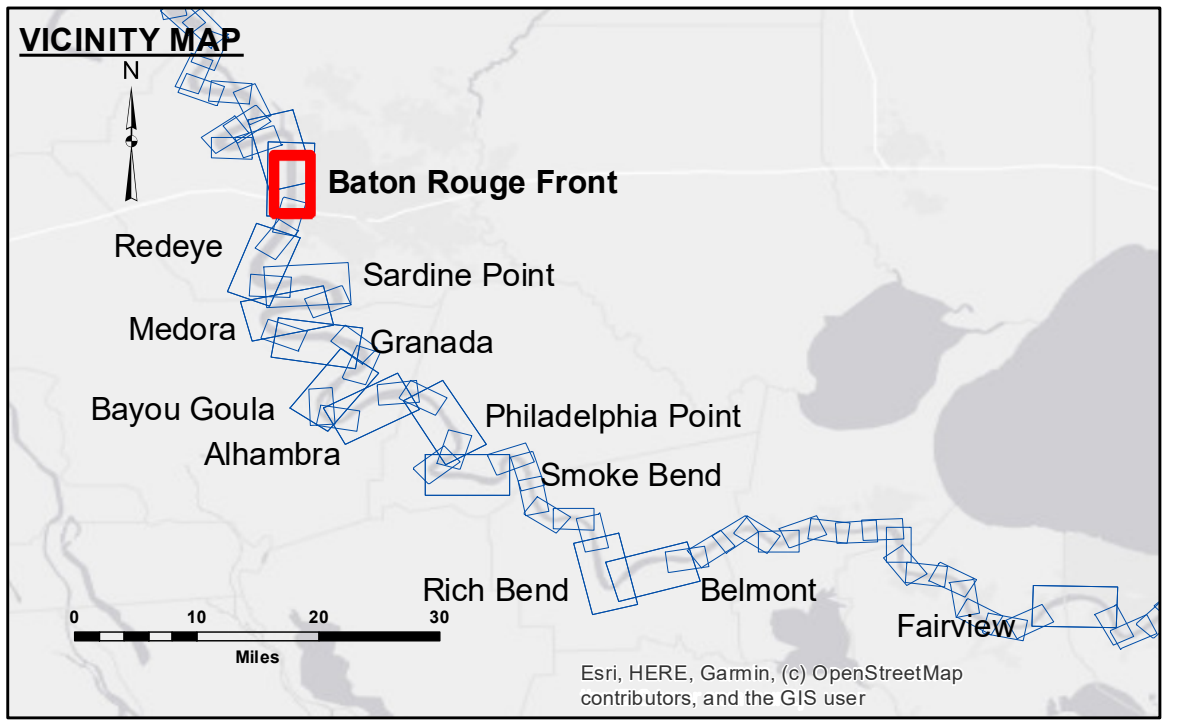 VICINITY MAP
N
Baton Rouge Front
Redeye
Sardine Point
Medora
Granada
Bayou Goula
Philadelphia Point
Alhambra
Smoke Bend
Rich Bend
Belmont
Fairview
0 10 20 30
Miles
Esri, HERE, Garmin, (c) OpenStreetMap
contributors, and the GIS user